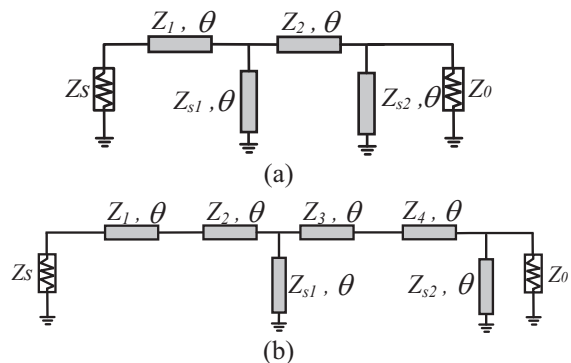 Z1 , θ Z2 , θ
Zs Zs1 ,θ Zs2 ,θ Z0
(a)
Z1 , θ Z2 , θ Z3 , θ Z4 , θ
Zs Zs1 , θ Zs2 , θ Z0
(b)